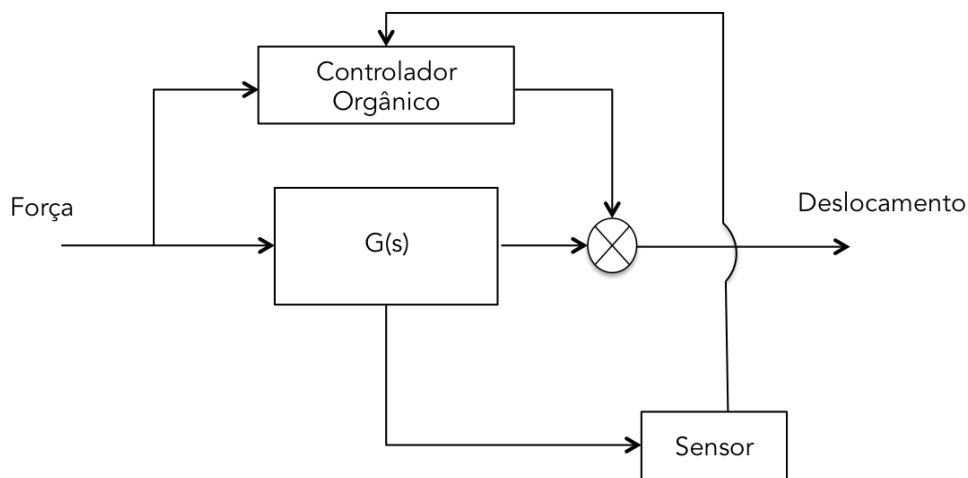 Controlador
Orgânico
Força
G(s)
Deslocamento
Sensor